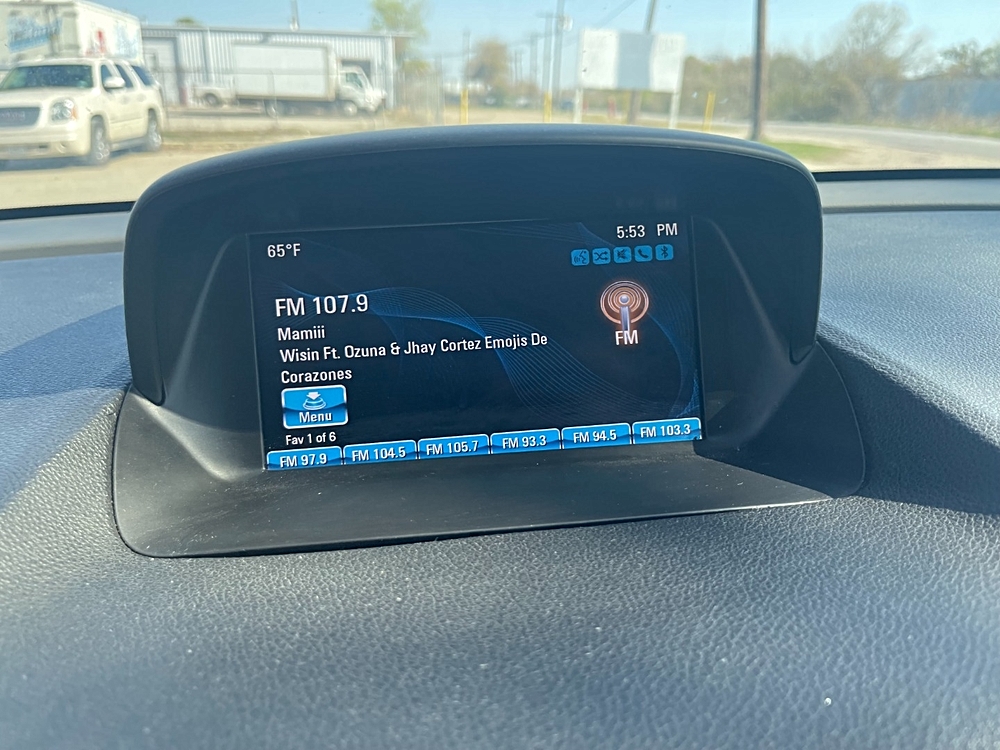 65°F
5:53 PM
FM 107.9
Mamiii
Wisin Ft. Ozuna & Jhay Cortez Emojis De
Corazones
FM
Menu
Fav 1 of 6
FM 97.9 FM 104.5 FM 105.7 FM 93.3 FM 94.5 FM 103.3